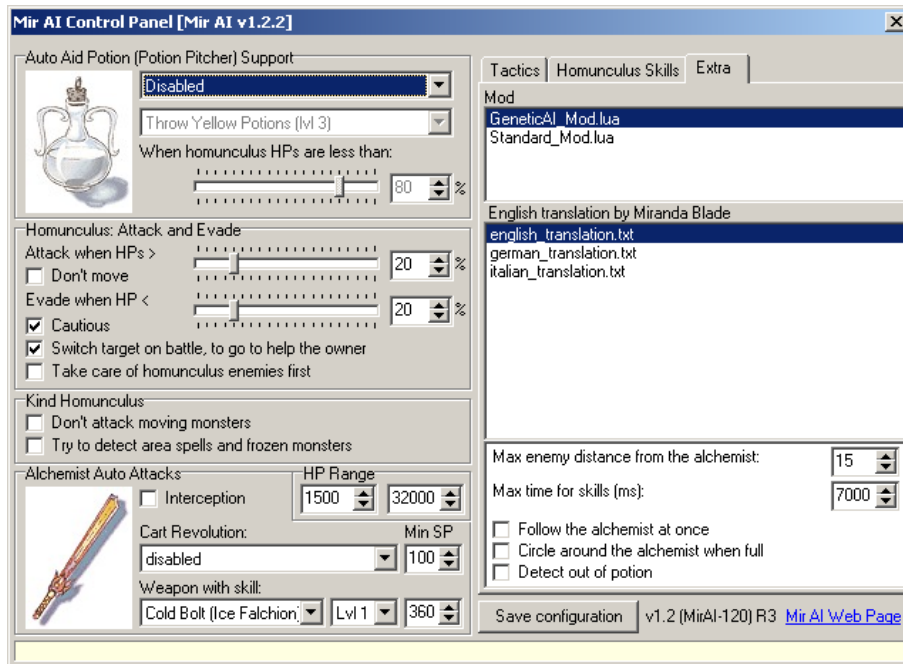 Mir AI Control Panel [Mir AI v1.2.2]
Auto Aid Potion (Potion Pitcher) Support
Disabled
Throw Yellow Potions (lvl 3)
When homunculus HPs are less than:
80 %
Homunculus: Attack and Evade
Attack when HPs >
20 %
Don't move
Evade when HP <
20 %
Cautious
Switch target on battle, to go to help the owner
Take care of homunculus enemies first
Kind Homunculus
Don't attack moving monsters
Try to detect area spells and frozen monsters
Alchemist Auto Attacks
HP Range
Interception
1500 32000
Cart Revolution: Min SP
disabled 100
Weapon with skill:
Cold Bolt (Ice Falchion) Lvl 1 360
Tactics Homunculus Skills Extra
Mod
GeneticAI_Mod.lua
Standard_Mod.lua
English translation by Miranda Blade
english_translation.txt
german_translation.txt
italian_translation.txt
Max enemy distance from the alchemist: 15
Max time for skills (ms): 7000
Follow the alchemist at once
Circle around the alchemist when full
Detect out of potion
Save configuration v1.2 (MirAI-120) R3 Mir AI Web Page